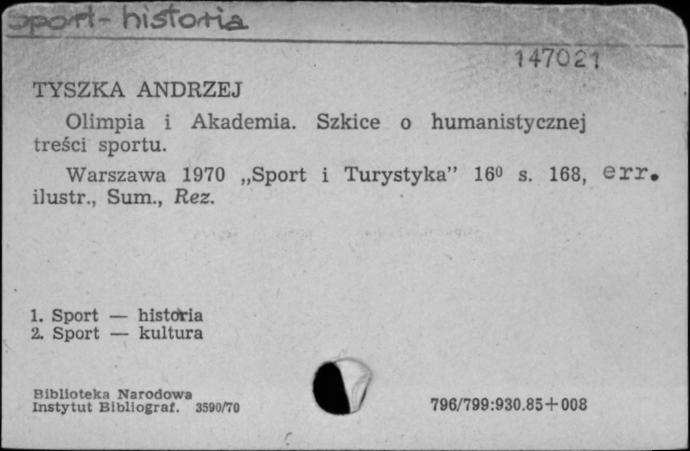 Sport - historia
147021
TYSZKA ANDRZEJ
Olimpia i Akademia. Szkice o humanistycznej
treści sportu.
Warszawa 1970 „Sport i Turystyka” 16⁰ s. 168, err.
ilustr., Sum., Rez.
1. Sport — historia
2. Sport — kultura
Biblioteka Narodowa
Instytut Bibliograf. 3590/70
796/799:930.85+008